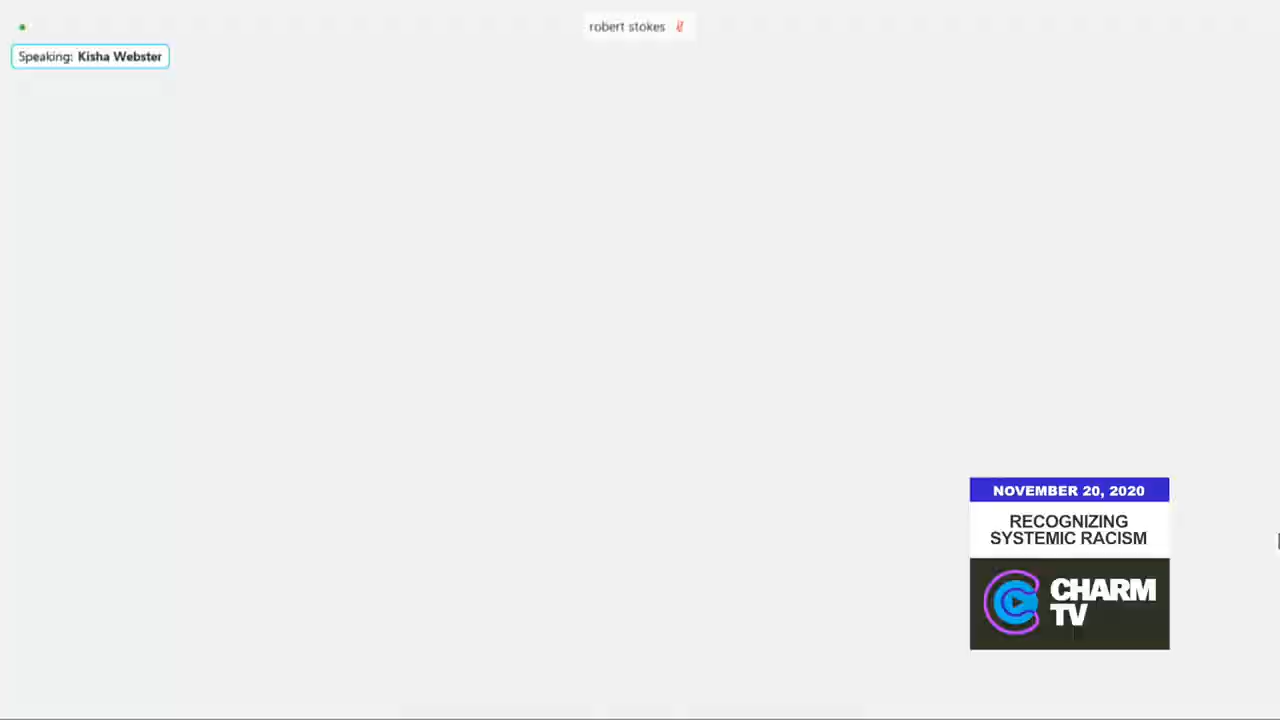 robert stokes
Speaking: Kisha Webster
NOVEMBER 20, 2020
RECOGNIZING
SYSTEMIC RACISM
CHARM
TV